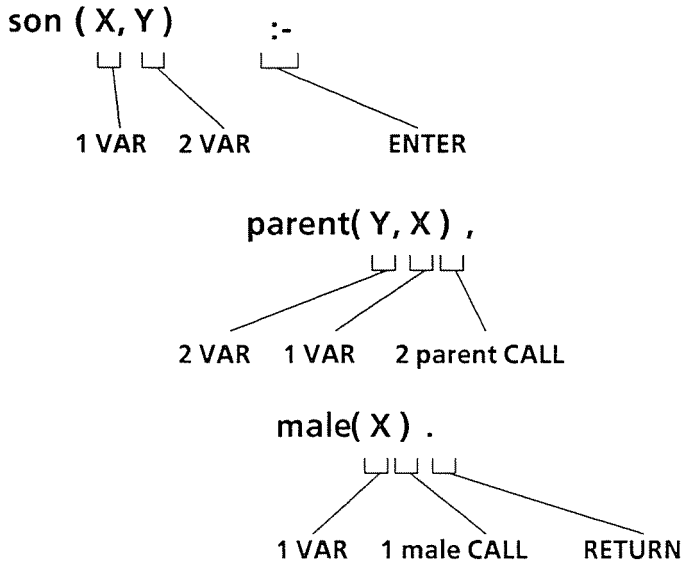 son ( X, Y ) :-
1 VAR 2 VAR ENTER
parent( Y, X ) ,
2 VAR 1 VAR 2 parent CALL
male( X ) .
1 VAR 1 male CALL RETURN